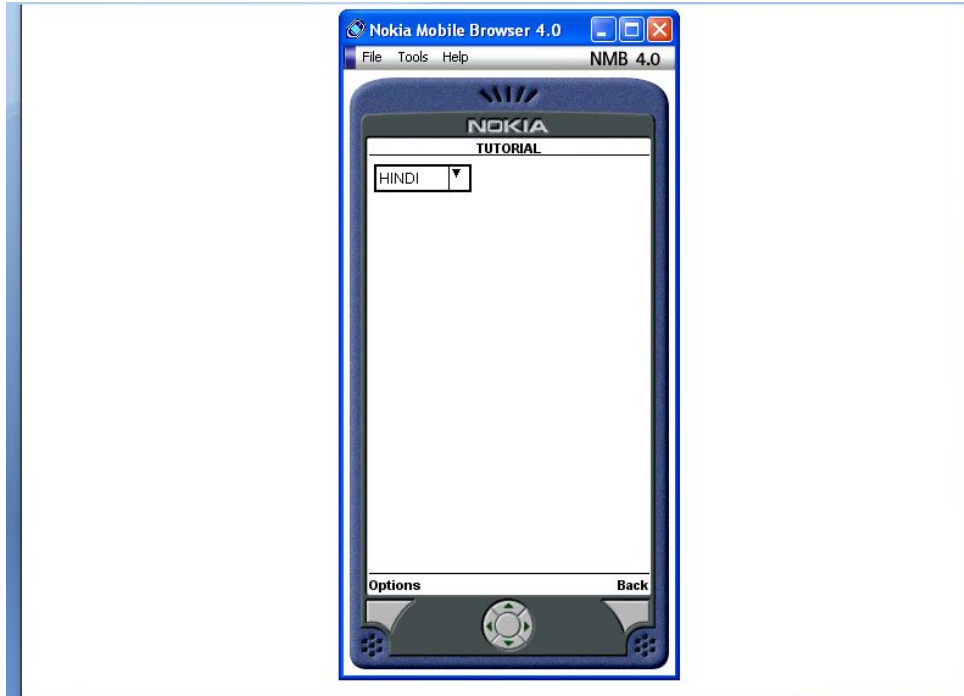 Nokia Mobile Browser 4.0
File Tools Help NMB 4.0
NOKIA
TUTORIAL
HINDI
Options Back